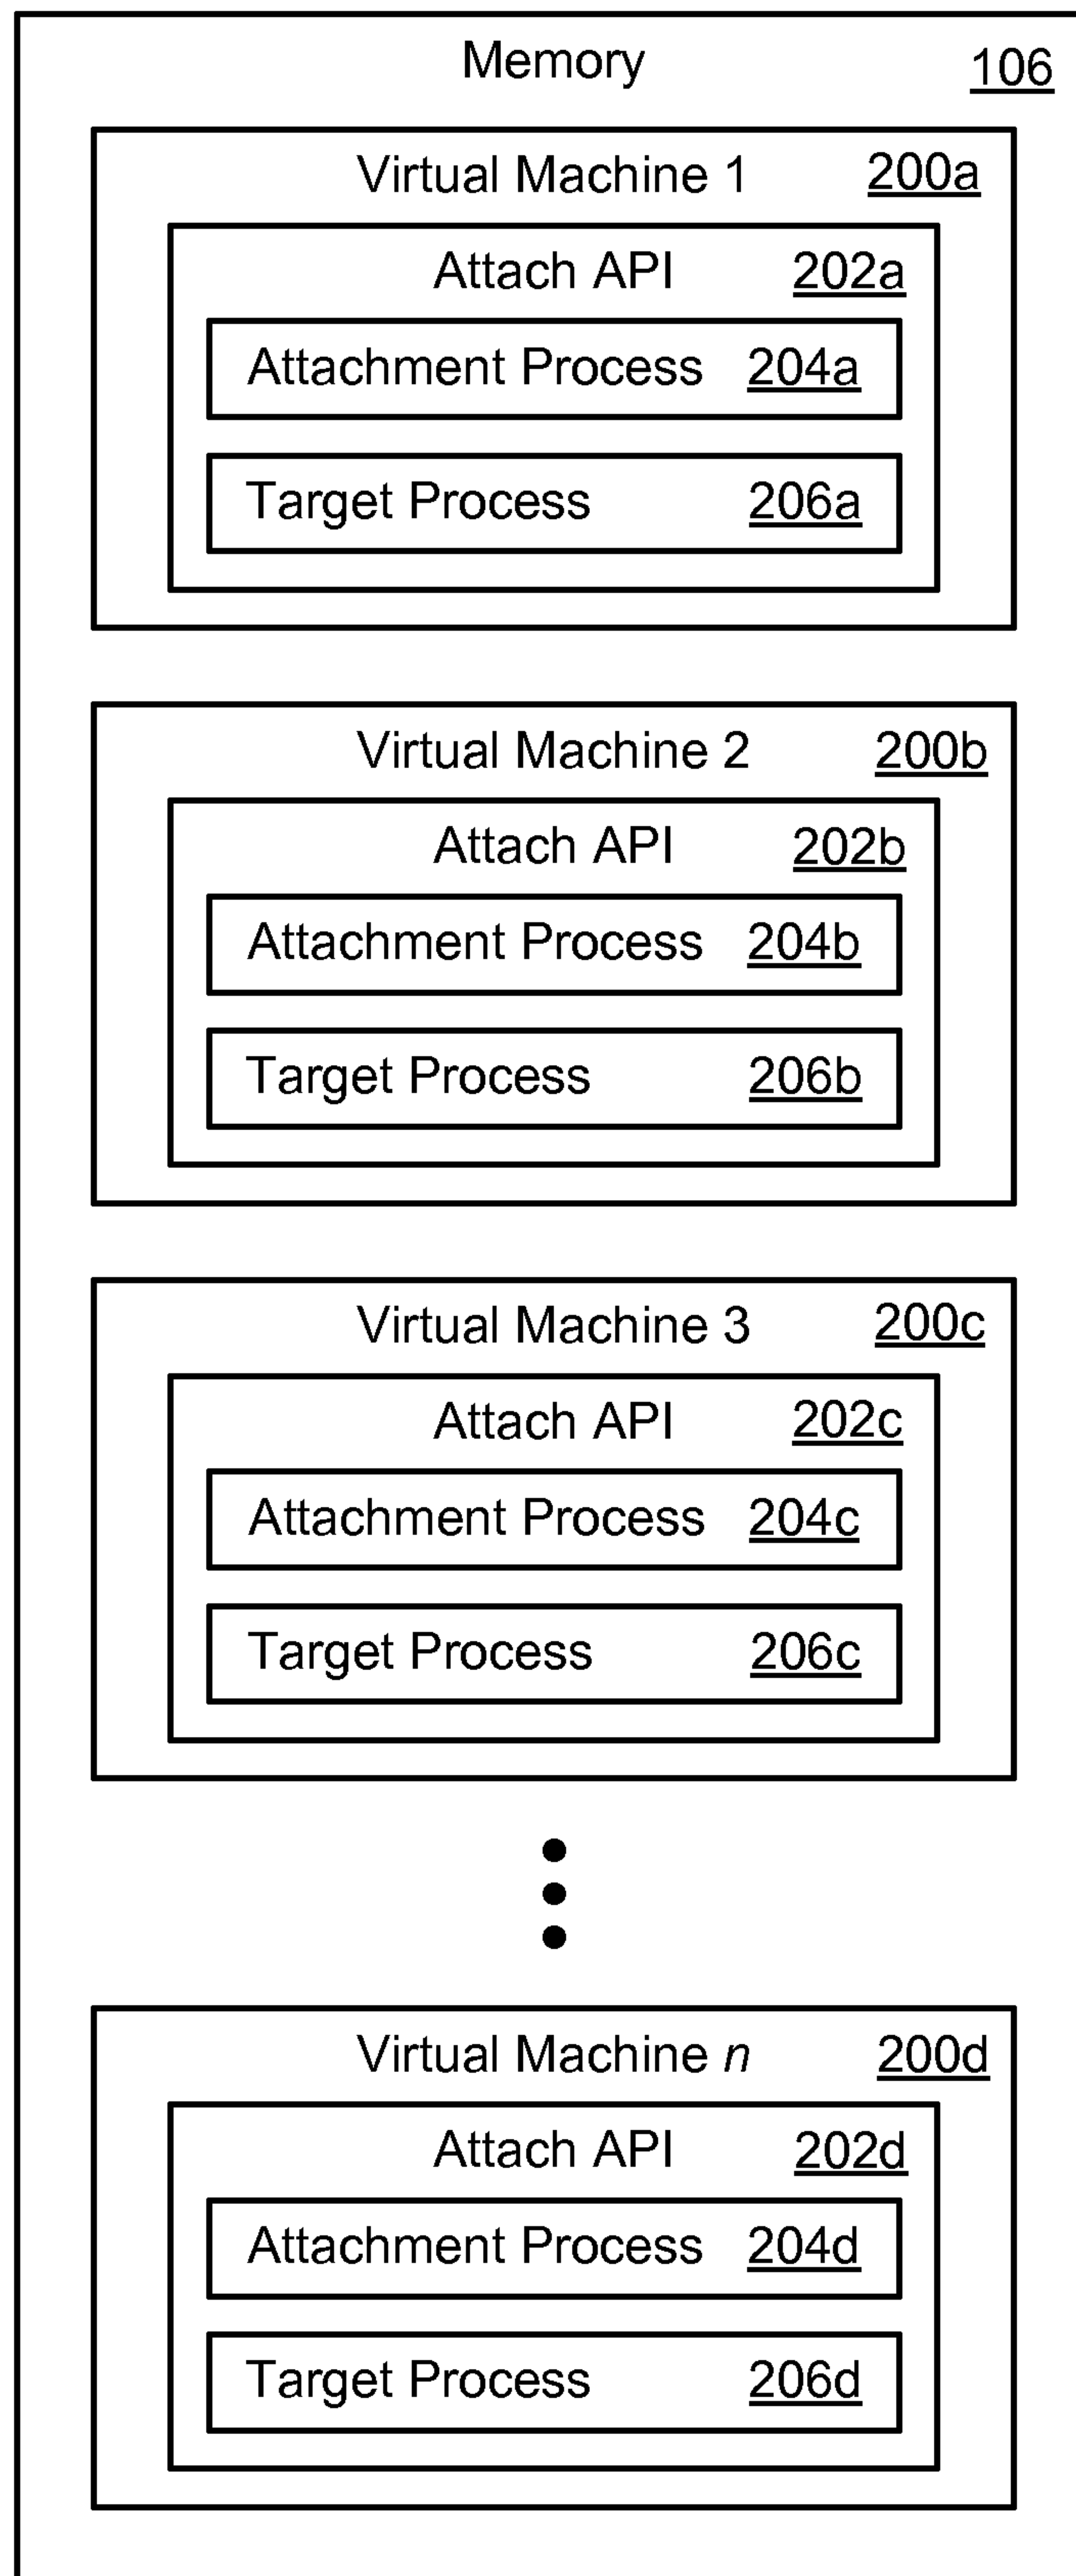 Memory 106
Virtual Machine 1 200a
Attach API 202a
Attachment Process 204a
Target Process 206a
Virtual Machine 2 200b
Attach API 202b
Attachment Process 204b
Target Process 206b
Virtual Machine 3 200c
Attach API 202c
Attachment Process 204c
Target Process 206c
Virtual Machine n 200d
Attach API 202d
Attachment Process 204d
Target Process 206d